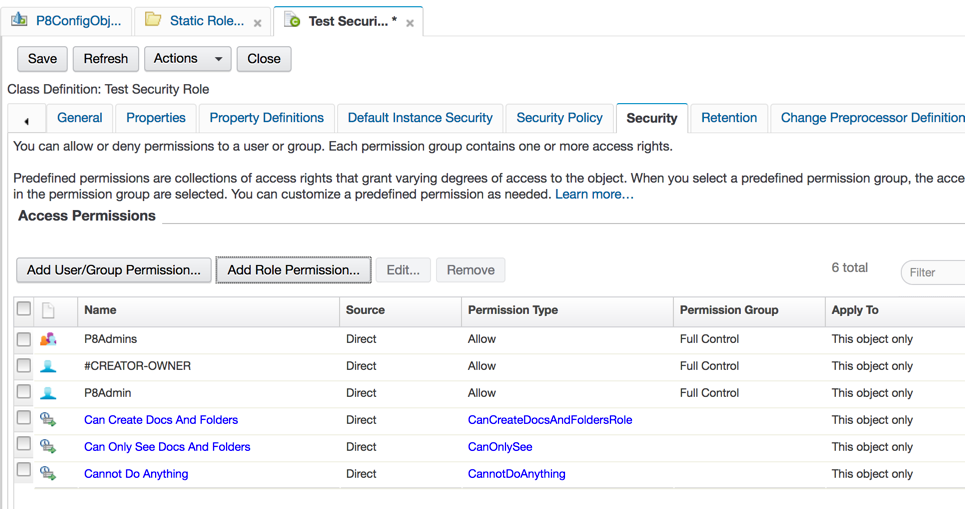 P8ConfigObj... Static Role... Test Securi... *
Save Refresh Actions Close
Class Definition: Test Security Role
General Properties Property Definitions Default Instance Security Security Policy Security Retention Change Preprocessor Definition
You can allow or deny permissions to a user or group. Each permission group contains one or more access rights.
Predefined permissions are collections of access rights that grant varying degrees of access to the object. When you select a predefined permission group, the acce
in the permission group are selected. You can customize a predefined permission as needed. Learn more…
Access Permissions
Add User/Group Permission... Add Role Permission... Edit... Remove 6 total Filter
Name Source Permission Type Permission Group Apply To
P8Admins Direct Allow Full Control This object only
#CREATOR-OWNER Direct Allow Full Control This object only
P8Admin Direct Allow Full Control This object only
Can Create Docs And Folders Direct CanCreateDocsAndFoldersRole This object only
Can Only See Docs And Folders Direct CanOnlySee This object only
Cannot Do Anything Direct CannotDoAnything This object only